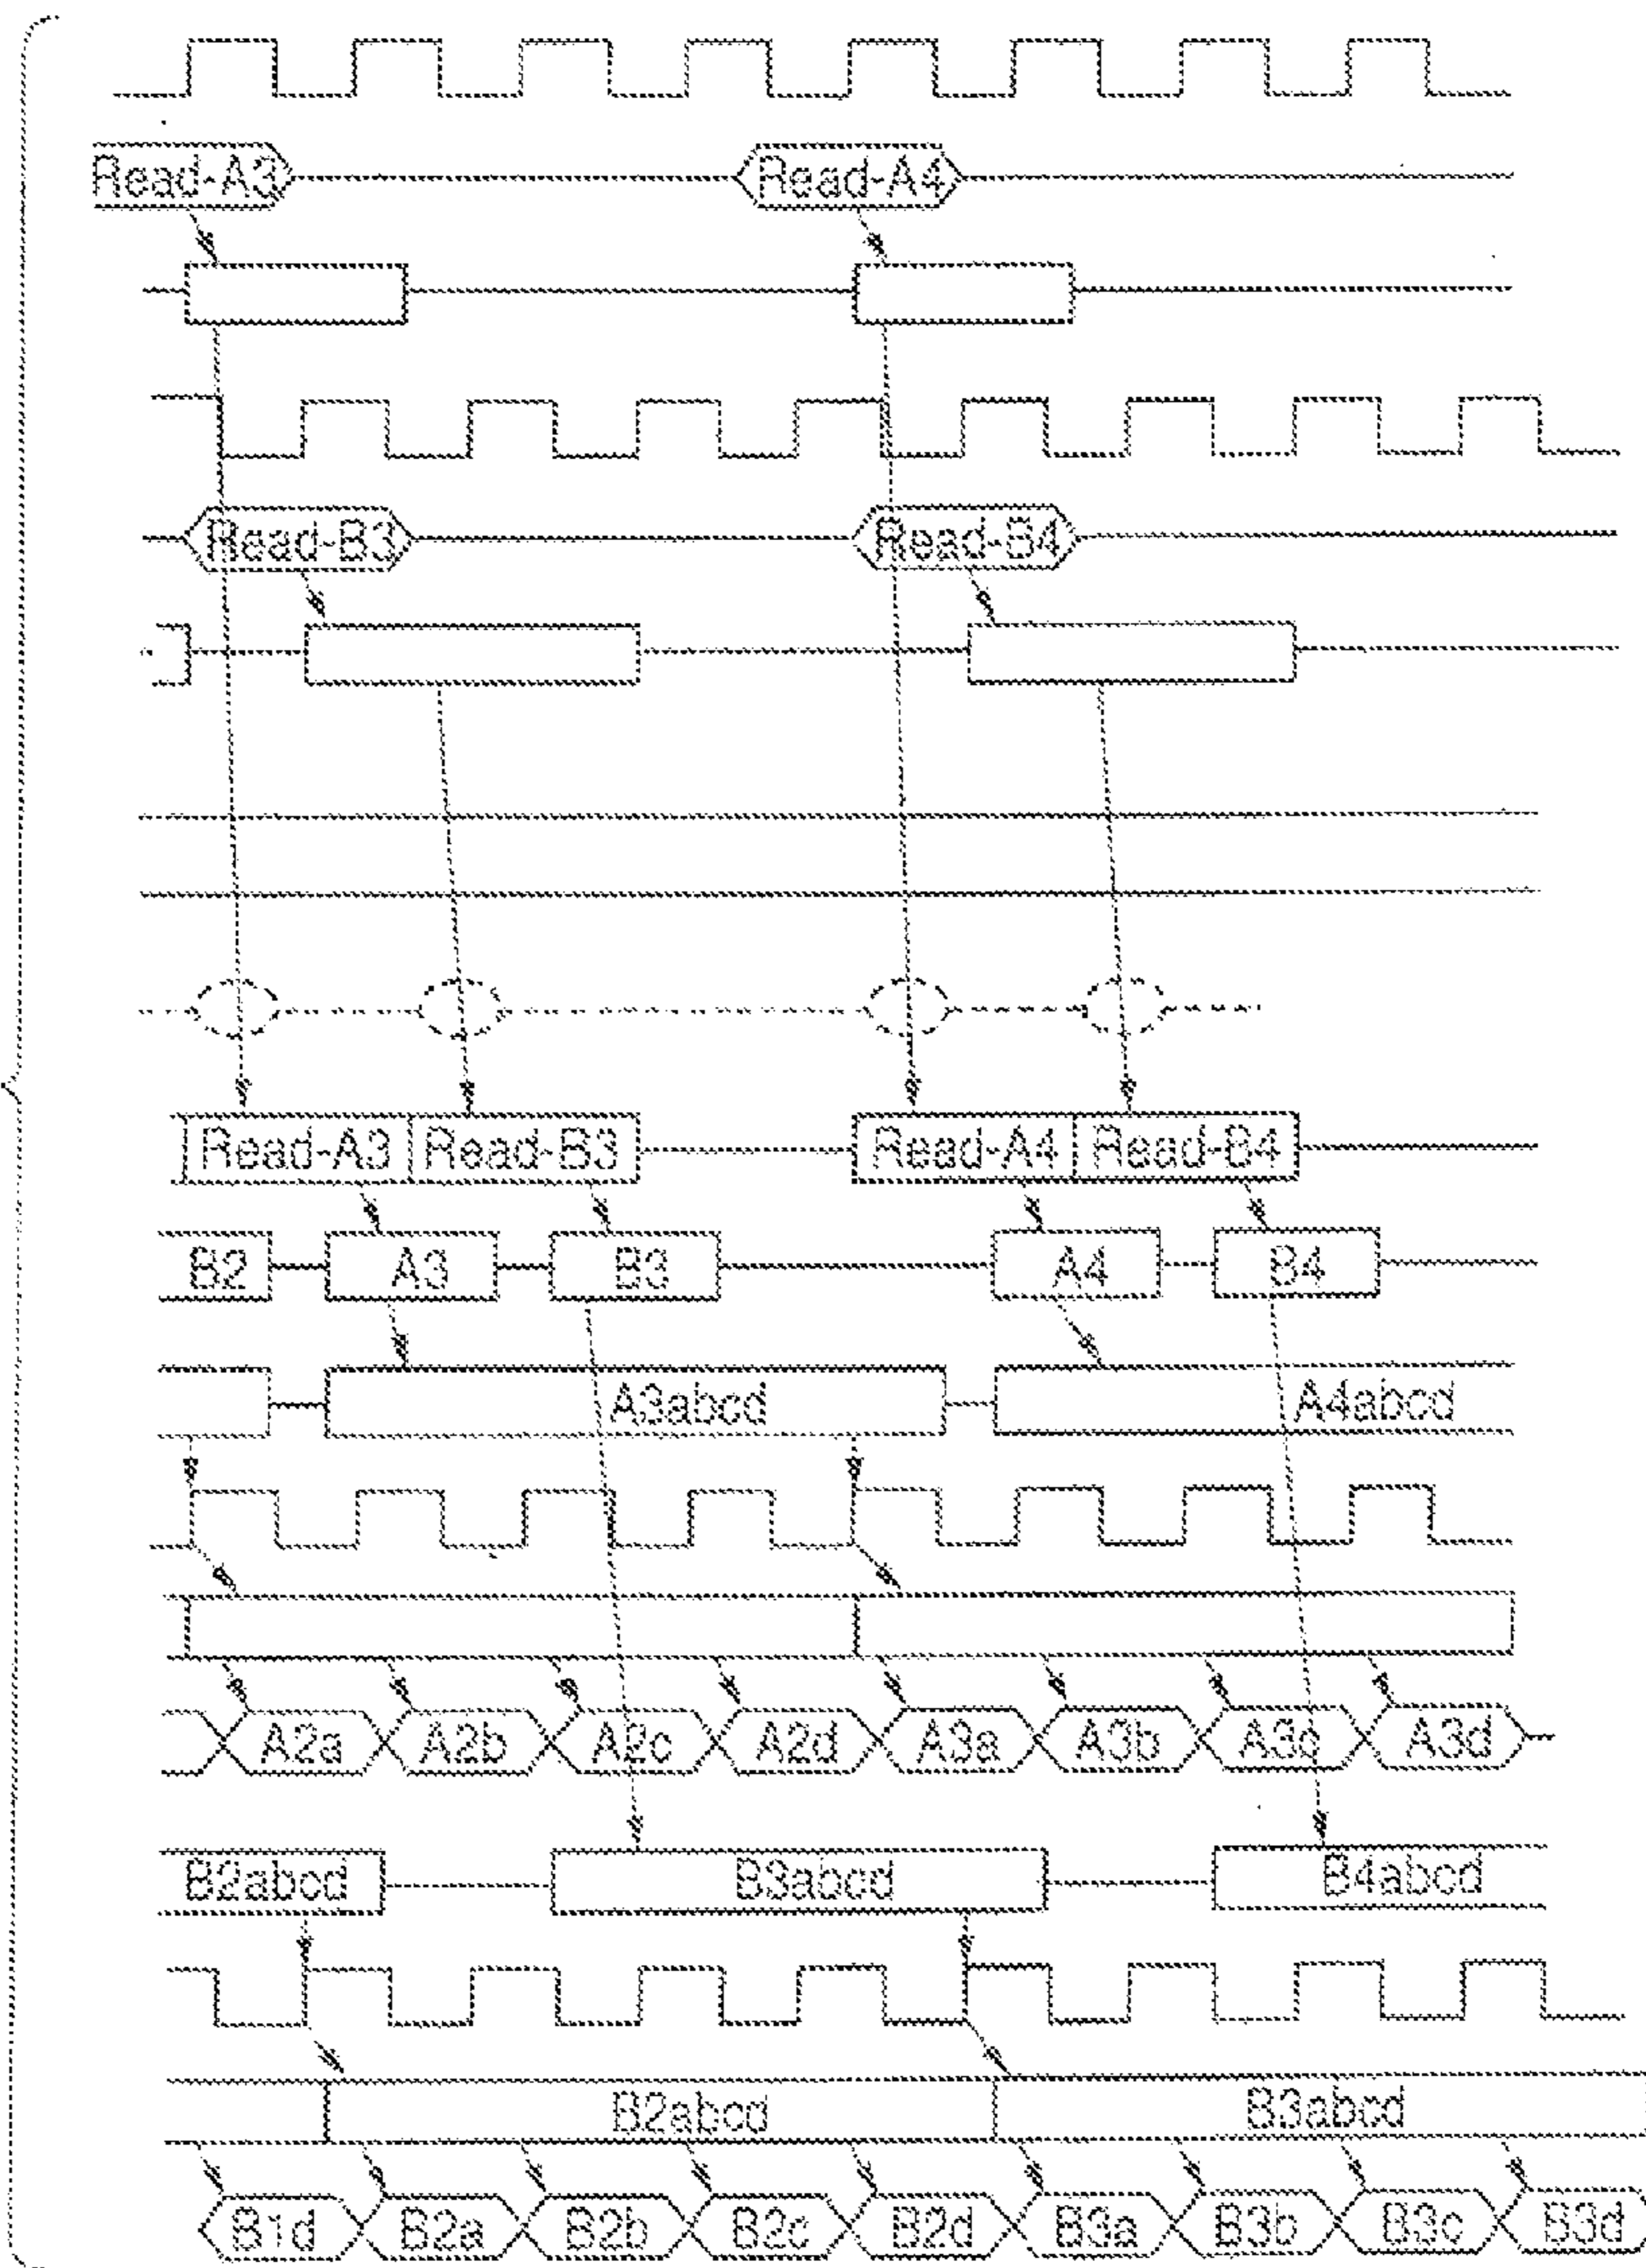 Read-A3 Read-A4
Read-B3 Read-B4
Read-A3 Read-B3 Read-A4 Read-B4
B2 A3 B3 A4 B4
A3abcd A4abcd
A2a A2b A2c A2d A3a A3b A3c A3d
B2abcd B3abcd B4abcd
B2abcd B3abcd
B1d B2a B2b B2c B2d B3a B3b B3c B3d